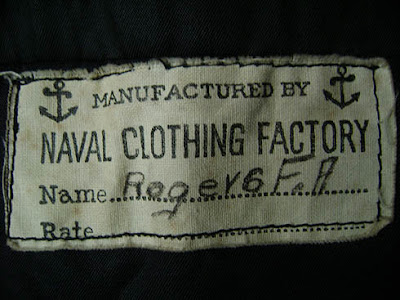 MANUFACTURED BY
NAVAL CLOTHING FACTORY
Name Rogers F.A
Rate